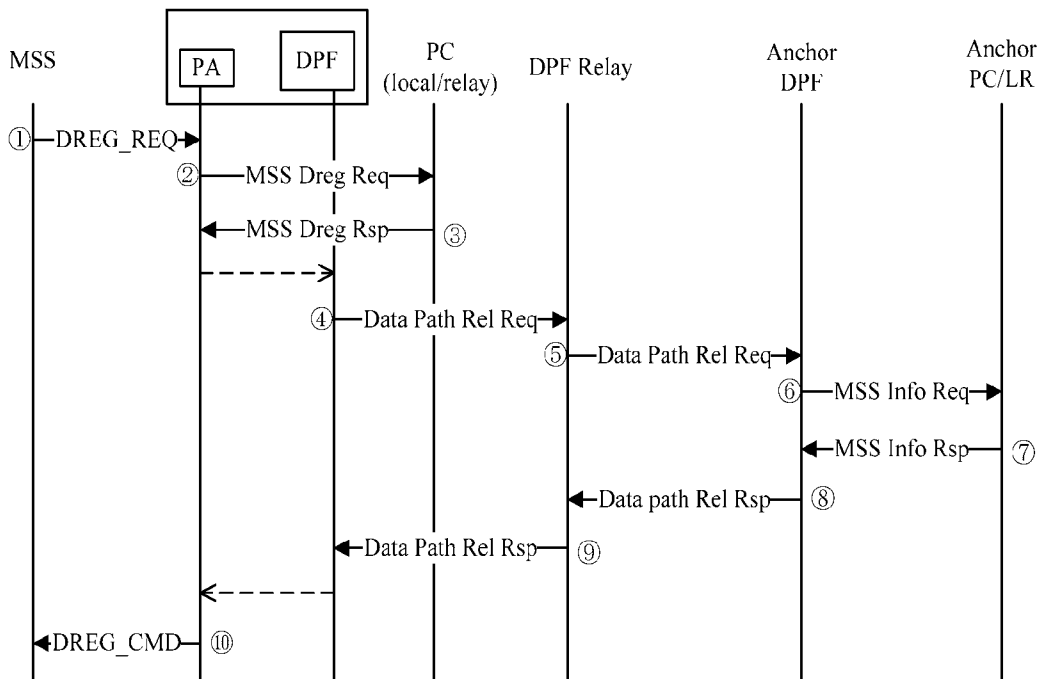 MSS
PA
DPF
PC
(local/relay)
DPF Relay
Anchor
DPF
Anchor
PC/LR
① DREG_REQ
② MSS Dreg Req
MSS Dreg Rsp ③
④ Data Path Rel Req
⑤ Data Path Rel Req
⑥ MSS Info Req
MSS Info Rsp ⑦
Data path Rel Rsp ⑧
Data Path Rel Rsp ⑨
DREG_CMD ⑩